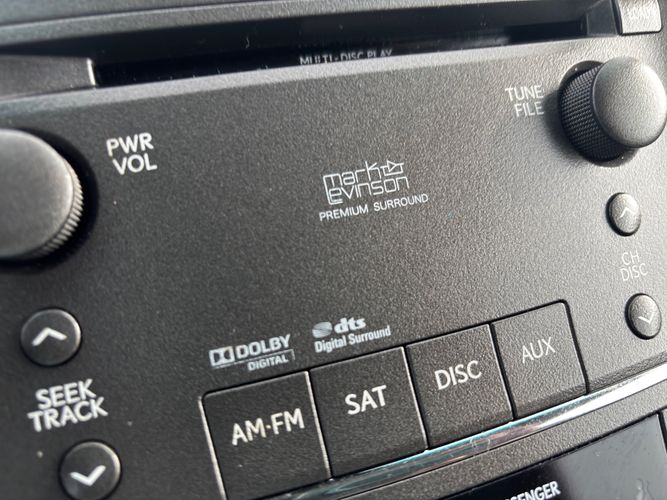 MULTI-DISC PLAY
LOAD
PWR
VOL
TUNE
FILE
mark
Levinson
PREMIUM SURROUND
CH
DISC
DOLBY
DIGITAL
dts
Digital Surround
SEEK
TRACK
AM·FM
SAT
DISC
AUX